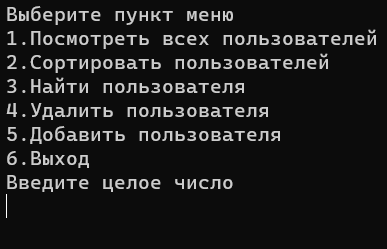 Выберите пункт меню
1.Посмотреть всех пользователей
2.Сортировать пользователей
3.Найти пользователя
4.Удалить пользователя
5.Добавить пользователя
6.Выход
Введите целое число